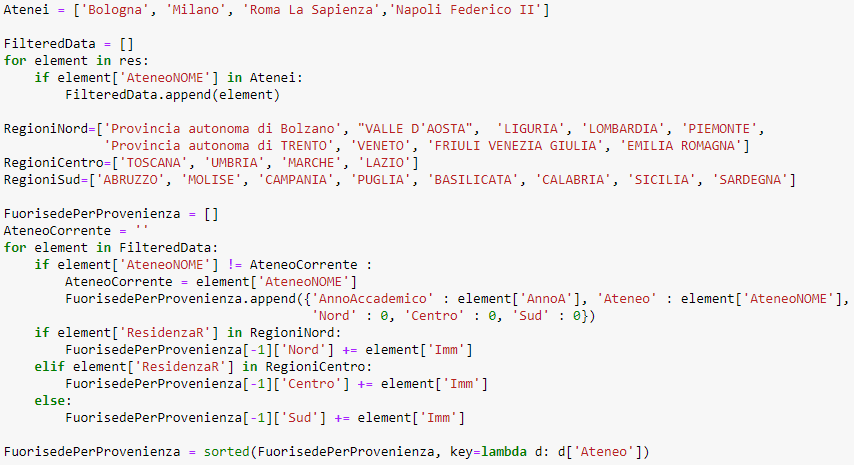 Atenei = ['Bologna', 'Milano', 'Roma La Sapienza','Napoli Federico II']

FilteredData = []
for element in res:
    if element['AteneoNOME'] in Atenei:
        FilteredData.append(element)

RegioniNord=['Provincia autonoma di Bolzano', "VALLE D'AOSTA",  'LIGURIA', 'LOMBARDIA', 'PIEMONTE',
             'Provincia autonoma di TRENTO', 'VENETO', 'FRIULI VENEZIA GIULIA', 'EMILIA ROMAGNA']
RegioniCentro=['TOSCANA', 'UMBRIA', 'MARCHE', 'LAZIO']
RegioniSud=['ABRUZZO', 'MOLISE', 'CAMPANIA', 'PUGLIA', 'BASILICATA', 'CALABRIA', 'SICILIA', 'SARDEGNA']

FuorisedePerProvenienza = []
AteneoCorrente = ''
for element in FilteredData:
    if element['AteneoNOME'] != AteneoCorrente :
        AteneoCorrente = element['AteneoNOME']
        FuorisedePerProvenienza.append({'AnnoAccademico' : element['AnnoA'], 'Ateneo' : element['AteneoNOME'],
                                        'Nord' : 0, 'Centro' : 0, 'Sud' : 0})
    if element['ResidenzaR'] in RegioniNord:
        FuorisedePerProvenienza[-1]['Nord'] += element['Imm']
    elif element['ResidenzaR'] in RegioniCentro:
        FuorisedePerProvenienza[-1]['Centro'] += element['Imm']
    else:
        FuorisedePerProvenienza[-1]['Sud'] += element['Imm']

FuorisedePerProvenienza = sorted(FuorisedePerProvenienza, key=lambda d: d['Ateneo'])